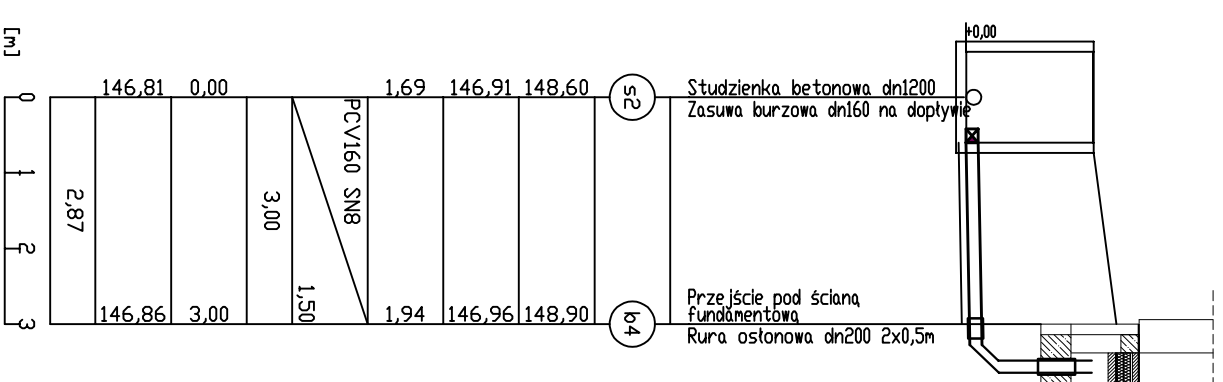 +0,00
[m]
0
1
2
3
146,81 0,00 1,69 146,91 148,60 s2
Studzienka betonowa dn1200
Zasuwa burzowa dn160 na dopływie
PCV160 SN8
2,87
3,00
1,50
146,86 3,00 1,94 146,96 148,90 b4
Przejście pod ścianą
fundamentową
Rura osłonowa dn200 2x0,5m